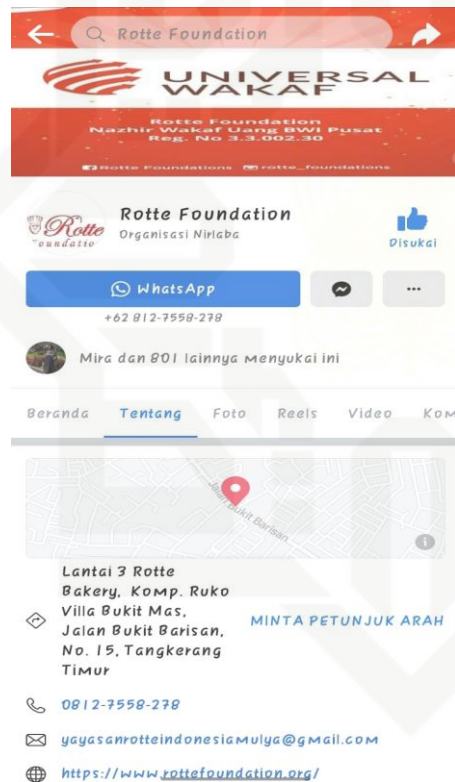 Rotte Foundation
UNIVERSAL
WAKAF
Rotte Foundation
Nazhir Wakaf Uang BWI Pusat
Reg. No 3.3.002.30
Rotte Foundations rotte_foundations
Rotte
Foundatio
Rotte Foundation
Organisasi Nirlaba
Disukai
WhatsApp
+62 812-7558-278
Mira dan 801 lainnya menyukai ini
Beranda Tentang Foto Reels Video Kom
Jalan Bukit Barisan
Lantai 3 Rotte
Bakery, Komp. Ruko
Villa Bukit Mas,
Jalan Bukit Barisan,
No. 15, Tangkerang
Timur
MINTA PETUNJUK ARAH
0812-7558-278
yayasanrotteindonesiamulya@gmail.com
https://www.rottefoundation.org/